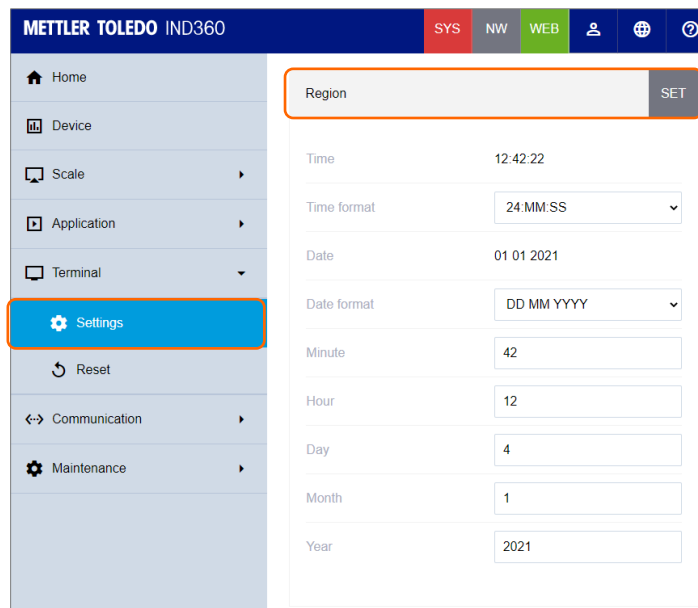 METTLER TOLEDO IND360 SYS NW WEB
Home
Device
Scale
Application
Terminal
Settings
Reset
Communication
Maintenance
Region SET
Time 12:42:22
Time format 24:MM:SS
Date 01 01 2021
Date format DD MM YYYY
Minute 42
Hour 12
Day 4
Month 1
Year 2021